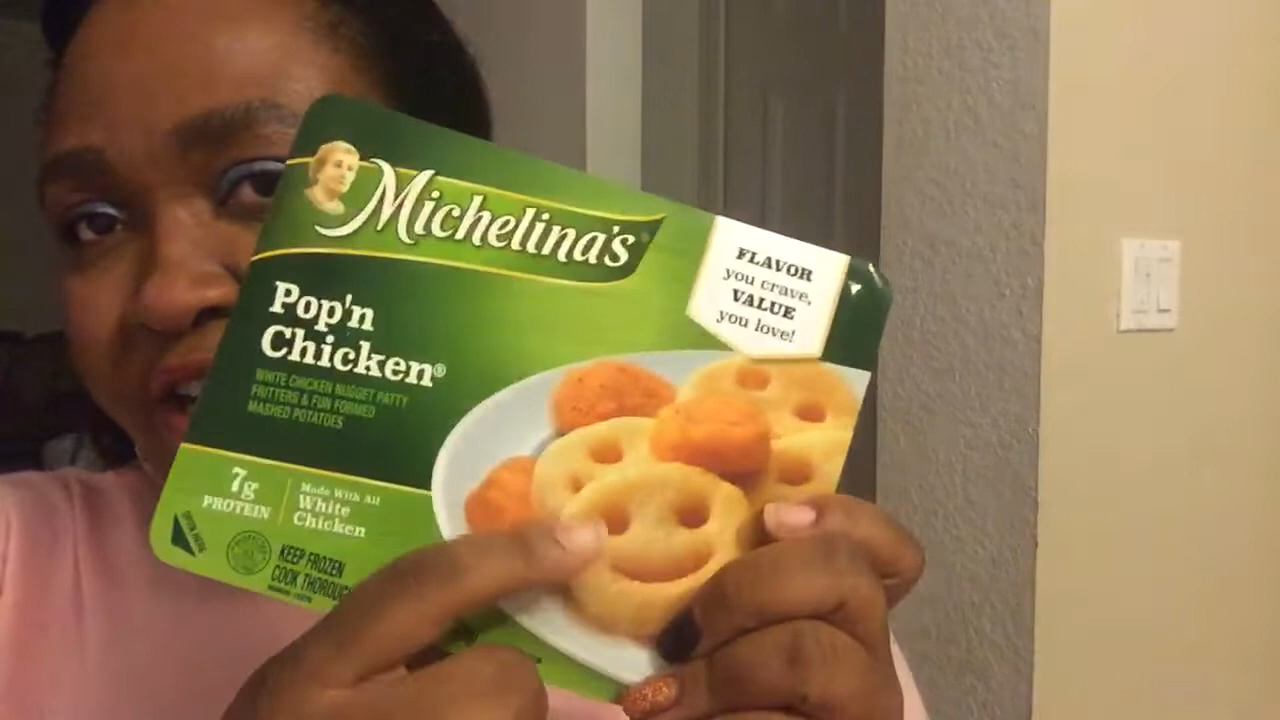 Michelina's
FLAVOR
you crave,
VALUE
you love!
Pop'n
Chicken®
WHITE CHICKEN NUGGET PATTY
FRITTERS & FUN FORMED
MASHED POTATOES
7g
PROTEIN
Made With All
White
Chicken
KEEP FROZEN
COOK